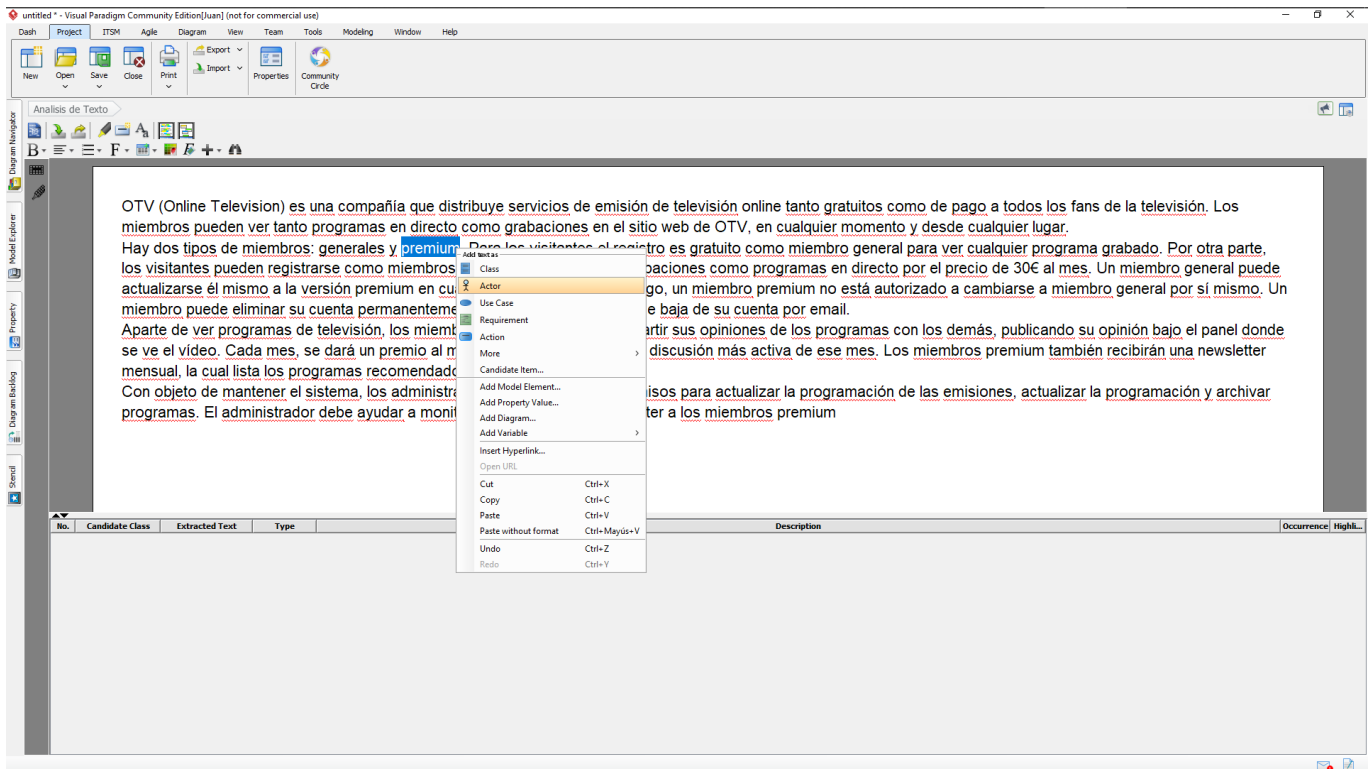 untitled * - Visual Paradigm Community Edition[Juan] (not for commercial use)
Dash Project ITSM Agile Diagram View Team Tools Modeling Window Help
New Open Save Close Print Export Import Properties Community Circle
Analisis de Texto
Diagram Navigator
Model Explorer
Property
Diagram Backlog
Stencil
OTV (Online Television) es una compañía que distribuye servicios de emisión de televisión online tanto gratuitos como de pago a todos los fans de la televisión. Los
miembros pueden ver tanto programas en directo como grabaciones en el sitio web de OTV, en cualquier momento y desde cualquier lugar.
Hay dos tipos de miembros: generales y premium. Para los visitantes el registro es gratuito como miembro general para ver cualquier programa grabado. Por otra parte,
los visitantes pueden registrarse como miembros baciones como programas en directo por el precio de 30€ al mes. Un miembro general puede
actualizarse él mismo a la versión premium en cu go, un miembro premium no está autorizado a cambiarse a miembro general por sí mismo. Un
miembro puede eliminar su cuenta permanenteme e baja de su cuenta por email.
Aparte de ver programas de televisión, los miemb artir sus opiniones de los programas con los demás, publicando su opinión bajo el panel donde
se ve el vídeo. Cada mes, se dará un premio al m discusión más activa de ese mes. Los miembros premium también recibirán una newsletter
mensual, la cual lista los programas recomendado
Con objeto de mantener el sistema, los administra isos para actualizar la programación de las emisiones, actualizar la programación y archivar
programas. El administrador debe ayudar a monit ter a los miembros premium
Add text as
Class
Actor
Use Case
Requirement
Action
More
Candidate Item...
Add Model Element...
Add Property Value...
Add Diagram...
Add Variable
Insert Hyperlink...
Open URL
Cut Ctrl+X
Copy Ctrl+C
Paste Ctrl+V
Paste without format Ctrl+Mayús+V
Undo Ctrl+Z
Redo Ctrl+Y
No. Candidate Class Extracted Text Type Description Occurrence Highli...